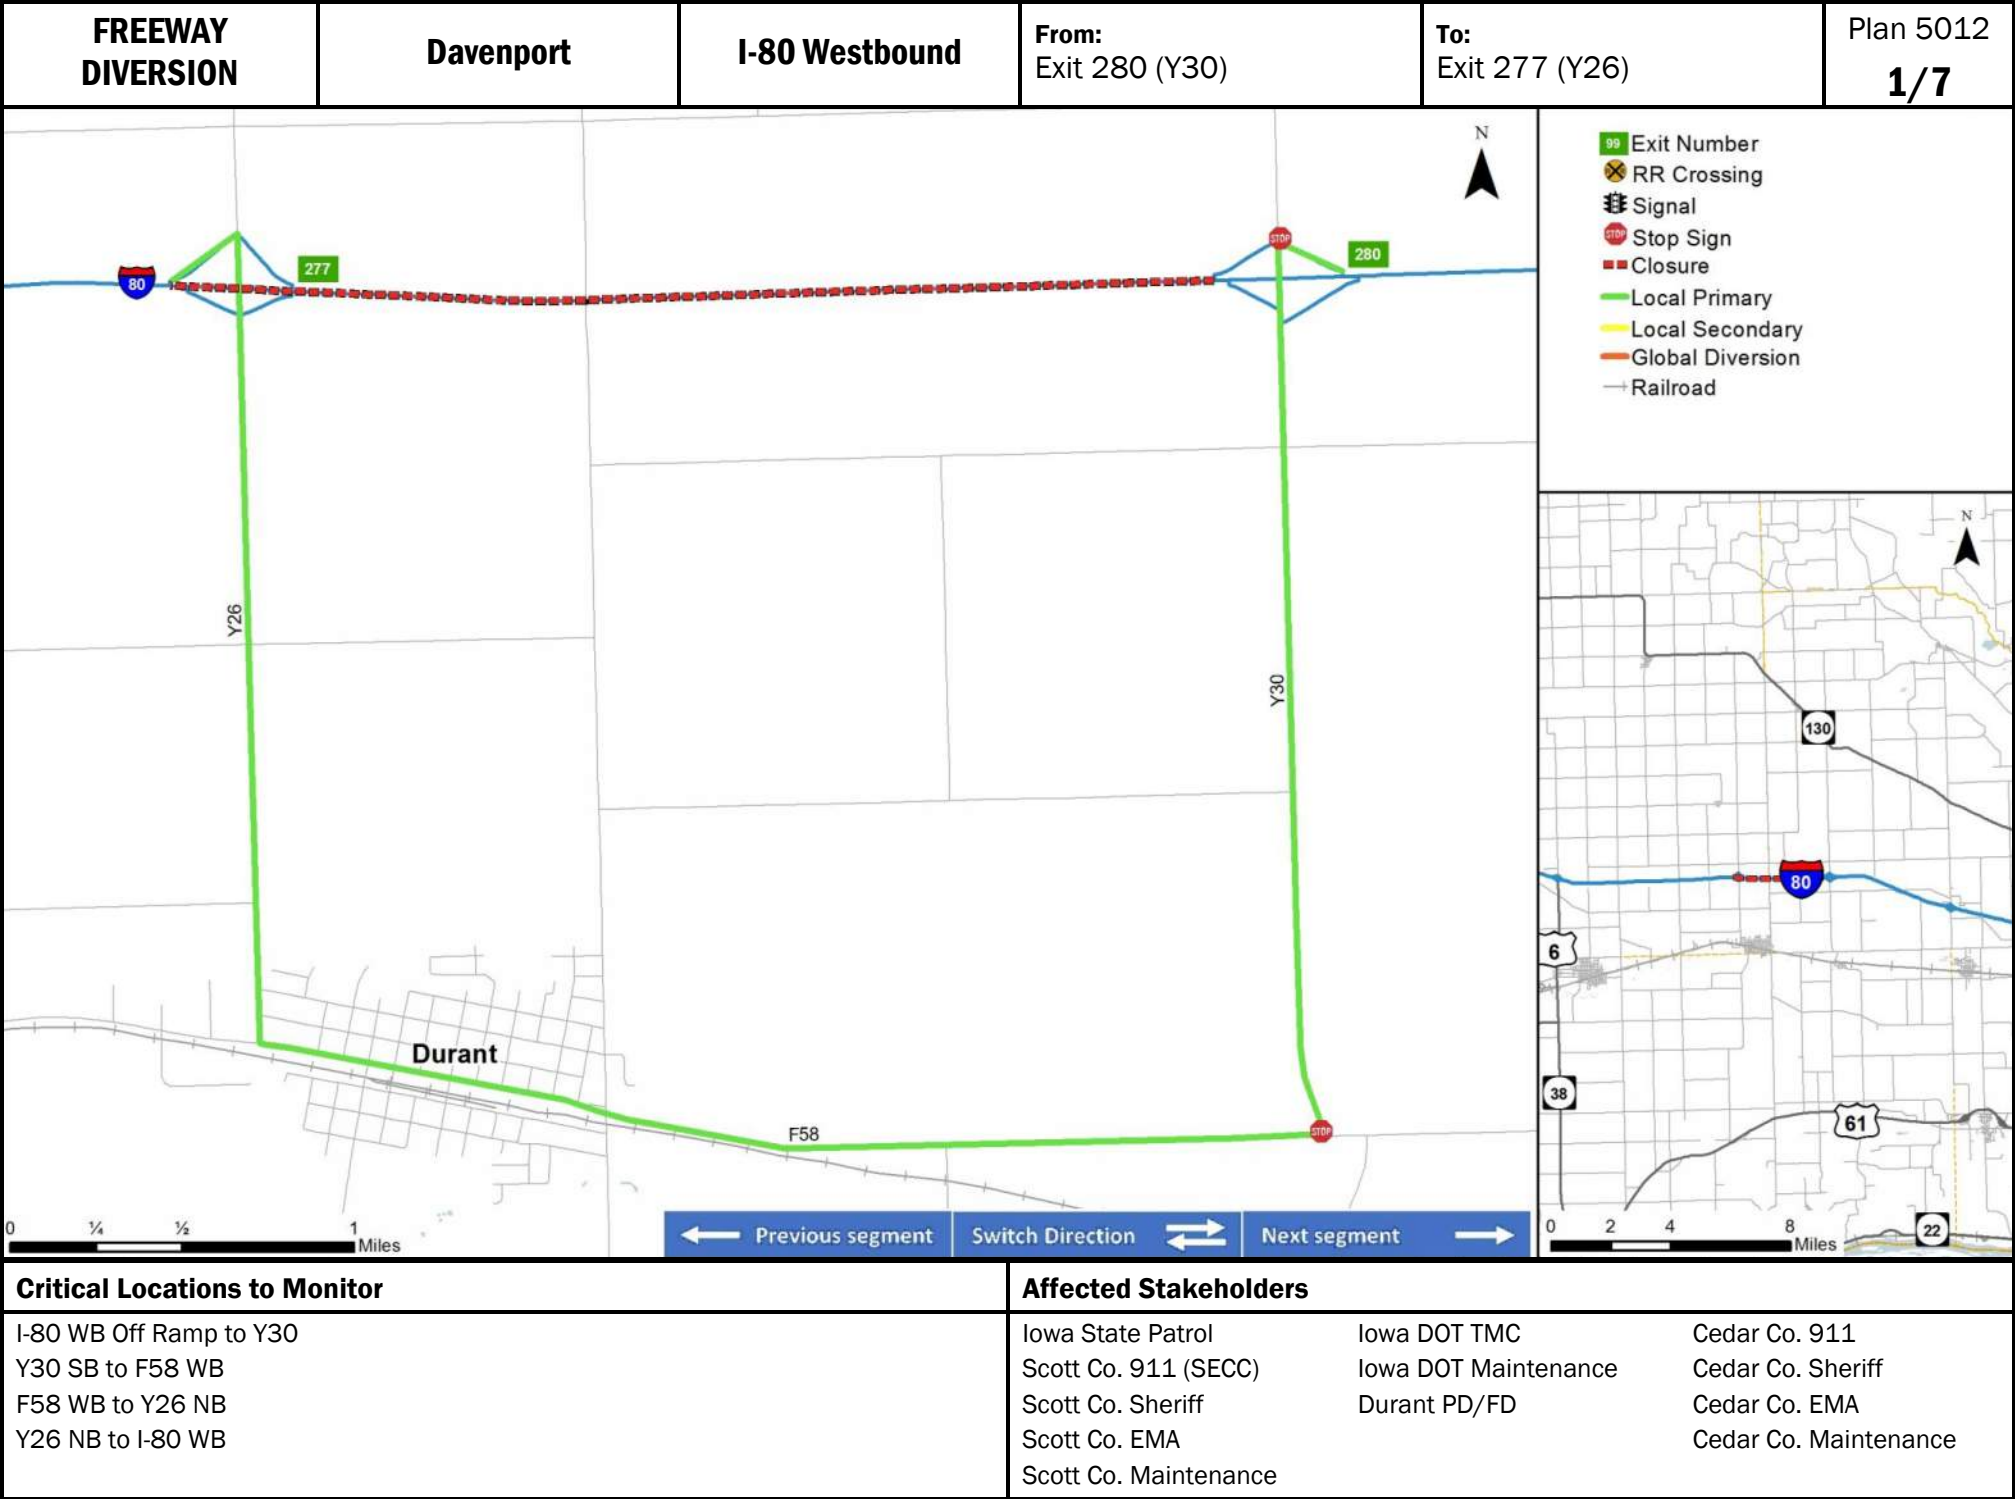 FREEWAY
DIVERSION
Davenport
I-80 Westbound
From:
Exit 280 (Y30)
To:
Exit 277 (Y26)
Plan 5012
1/7
N
99 Exit Number
RR Crossing
Signal
STOP Stop Sign
Closure
Local Primary
Local Secondary
Global Diversion
Railroad
80
277
STOP
280
Y26
Y30
Durant
F58
STOP
0 ¼ ½ 1
Miles
Previous segment
Switch Direction
Next segment
N
130
80
6
38
61
22
0 2 4 8
Miles
Critical Locations to Monitor
I-80 WB Off Ramp to Y30
Y30 SB to F58 WB
F58 WB to Y26 NB
Y26 NB to I-80 WB
Affected Stakeholders
Iowa State Patrol
Scott Co. 911 (SECC)
Scott Co. Sheriff
Scott Co. EMA
Scott Co. Maintenance
Iowa DOT TMC
Iowa DOT Maintenance
Durant PD/FD
Cedar Co. 911
Cedar Co. Sheriff
Cedar Co. EMA
Cedar Co. Maintenance